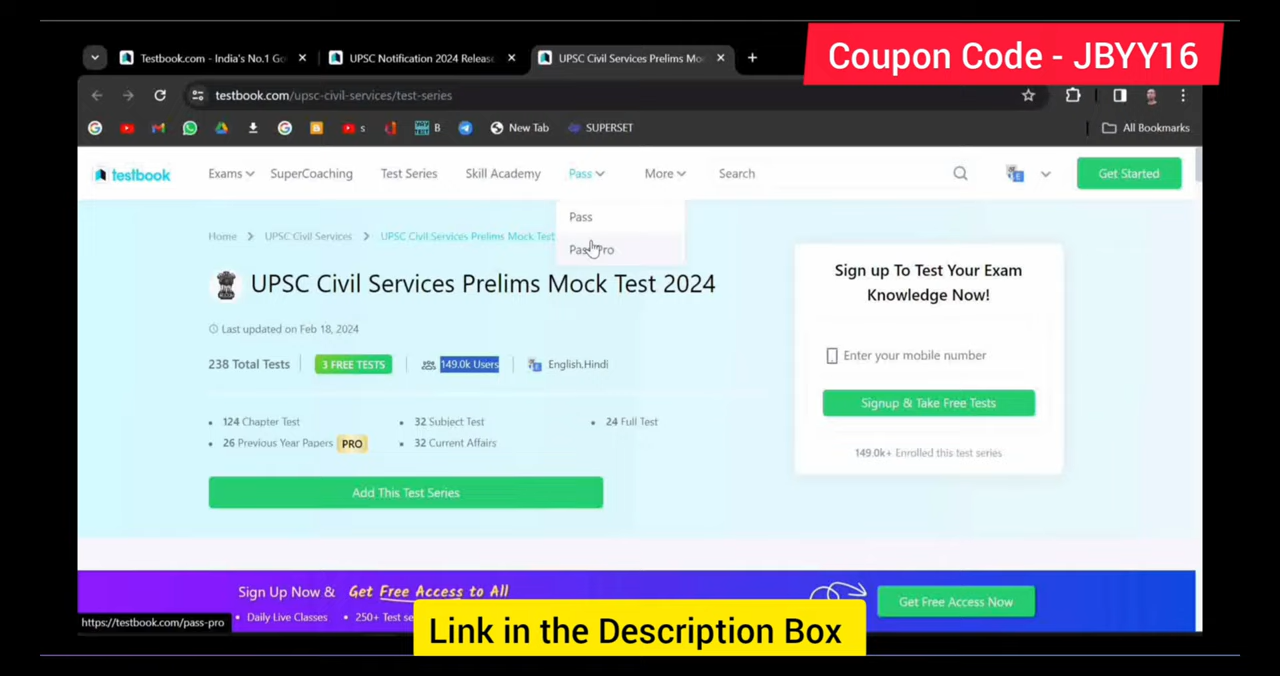 Coupon Code - JBYY16
Testbook.com - India's No.1 Go
UPSC Notification 2024 Release
UPSC Civil Services Prelims Mo
testbook.com/upsc-civil-services/test-series
s
B
New Tab
SUPERSET
All Bookmarks
testbook
Exams
SuperCoaching
Test Series
Skill Academy
Pass
More
Search
Get Started
Pass
Pass Pro
Home > UPSC Civil Services > UPSC Civil Services Prelims Mock Test
UPSC Civil Services Prelims Mock Test 2024
Last updated on Feb 18, 2024
238 Total Tests
3 FREE TESTS
149.0k Users
English,Hindi
124 Chapter Test
32 Subject Test
24 Full Test
26 Previous Year Papers PRO
32 Current Affairs
Add This Test Series
Sign up To Test Your Exam
Knowledge Now!
Enter your mobile number
Signup & Take Free Tests
149.0k+ Enrolled this test series
Sign Up Now & Get Free Access to All
Daily Live Classes
250+ Test se
Get Free Access Now
https://testbook.com/pass-pro
Link in the Description Box